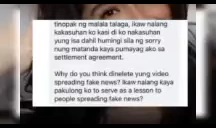 tinopak ng malala talaga, ikaw nalang
kakasuhan ko kasi di ko nakasuhan
yung isa dahil humingi sila ng sorry
nung matanda kaya pumayag ako sa
settlement agreement.
Why do you think dinelete yung video
spreading fake news? Ikaw nalang kaya
pakulong ko to serve as a lesson to
people spreading fake news?